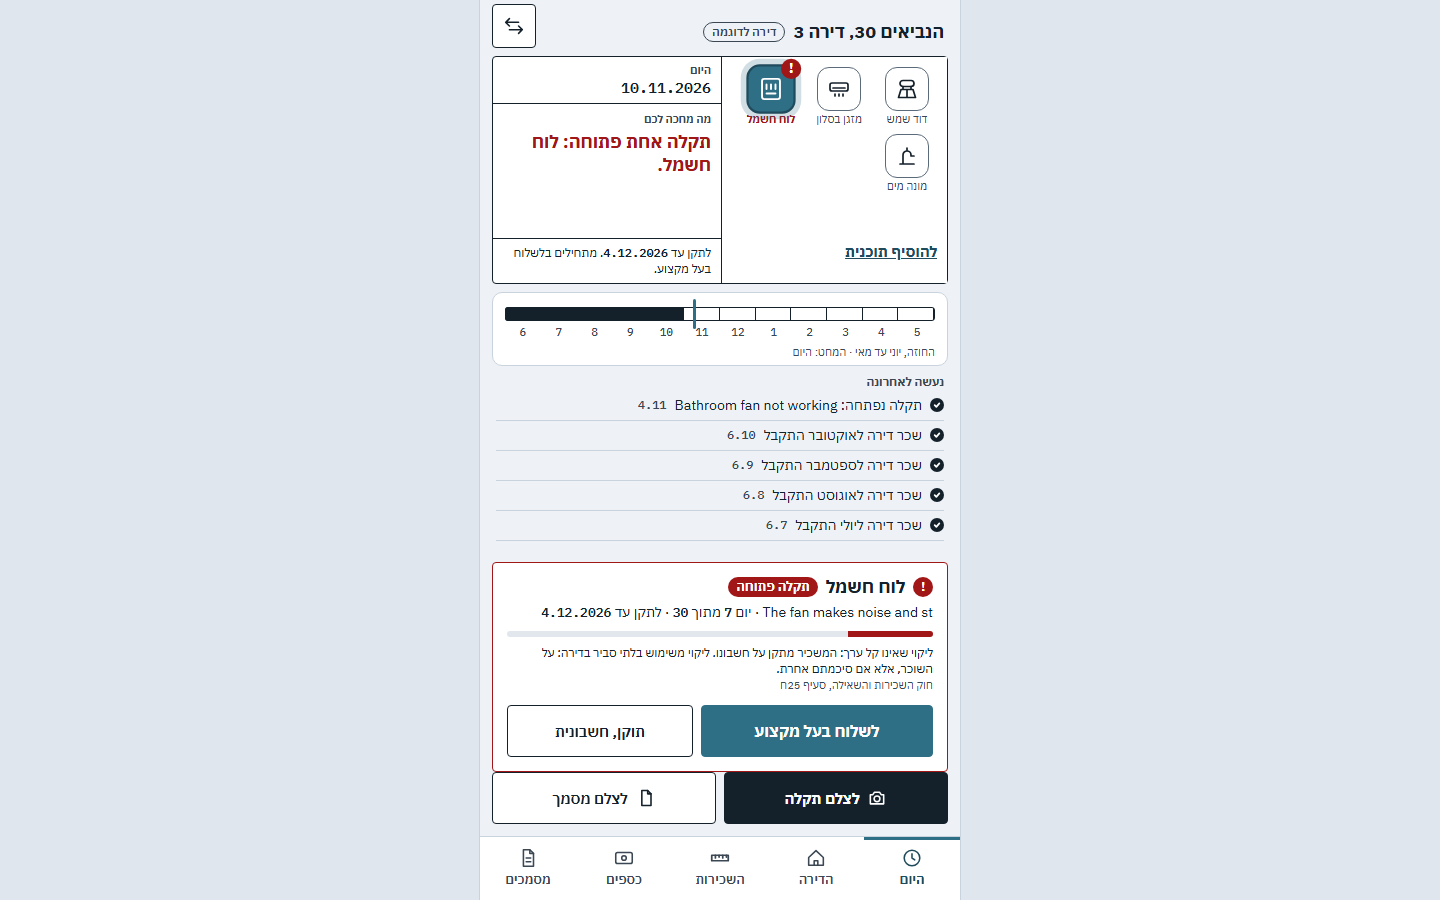 הנביאים 30, דירה 3
דירה לדוגמה
!
דוד שמש
מזגן בסלון
לוח חשמל
מונה מים
להוסיף תוכנית
היום
10.11.2026
מה מחכה לכם
תקלה אחת פתוחה: לוח
חשמל.
לתקן עד 4.12.2026. מתחילים בלשלוח
בעל מקצוע.
6 7 8 9 10 11 12 1 2 3 4 5
החוזה, יוני עד מאי · המחט: היום
נעשה לאחרונה
תקלה נפתחה: Bathroom fan not working 4.11
שכר דירה לאוקטובר התקבל 6.10
שכר דירה לספטמבר התקבל 6.9
שכר דירה לאוגוסט התקבל 6.8
שכר דירה ליולי התקבל 6.7
! לוח חשמל תקלה פתוחה
The fan makes noise and st · יום 7 מתוך 30 · לתקן עד 4.12.2026
ליקוי שאינו קל ערך: המשכיר מתקן על חשבונו. ליקוי משימוש בלתי סביר בדירה: על
השוכר, אלא אם סיכמתם אחרת.
חוק השכירות והשאילה, סעיף 25ח
לשלוח בעל מקצוע
תוקן, חשבונית
לצלם תקלה
לצלם מסמך
היום
הדירה
השכירות
כספים
מסמכים